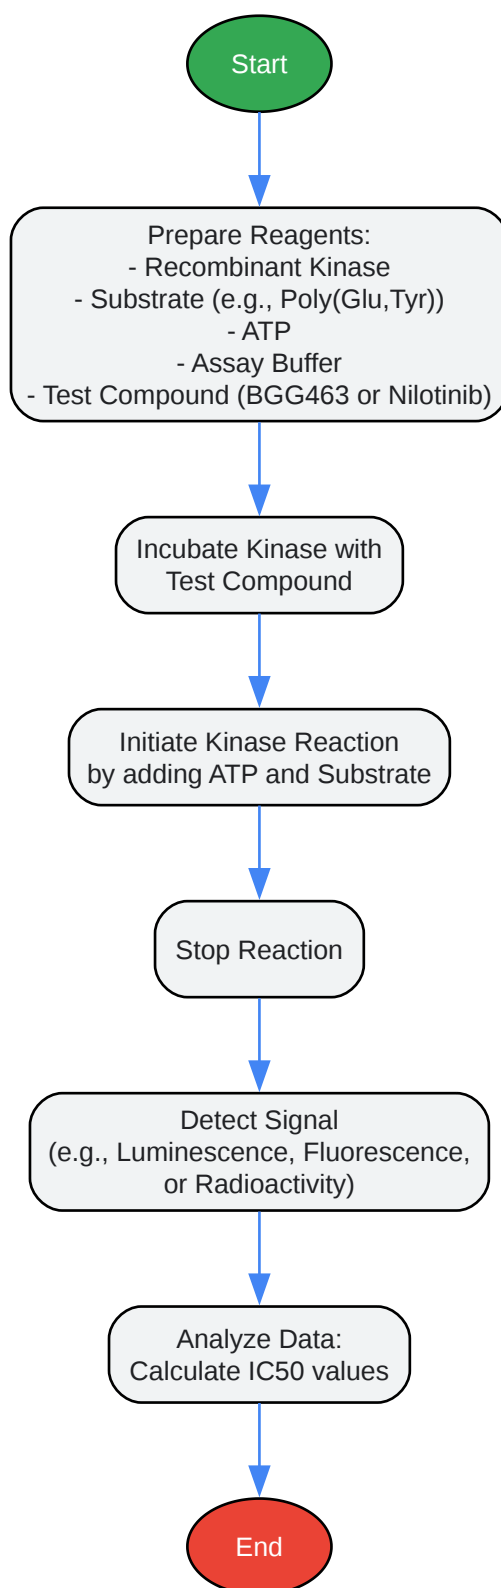 Start
Prepare Reagents:
- Recombinant Kinase
- Substrate (e.g., Poly(Glu,Tyr))
- ATP
- Assay Buffer
- Test Compound (BGG463 or Nilotinib)
Incubate Kinase with
Test Compound
Initiate Kinase Reaction
by adding ATP and Substrate
Stop Reaction
Detect Signal
(e.g., Luminescence, Fluorescence,
or Radioactivity)
Analyze Data:
Calculate IC50 values
End